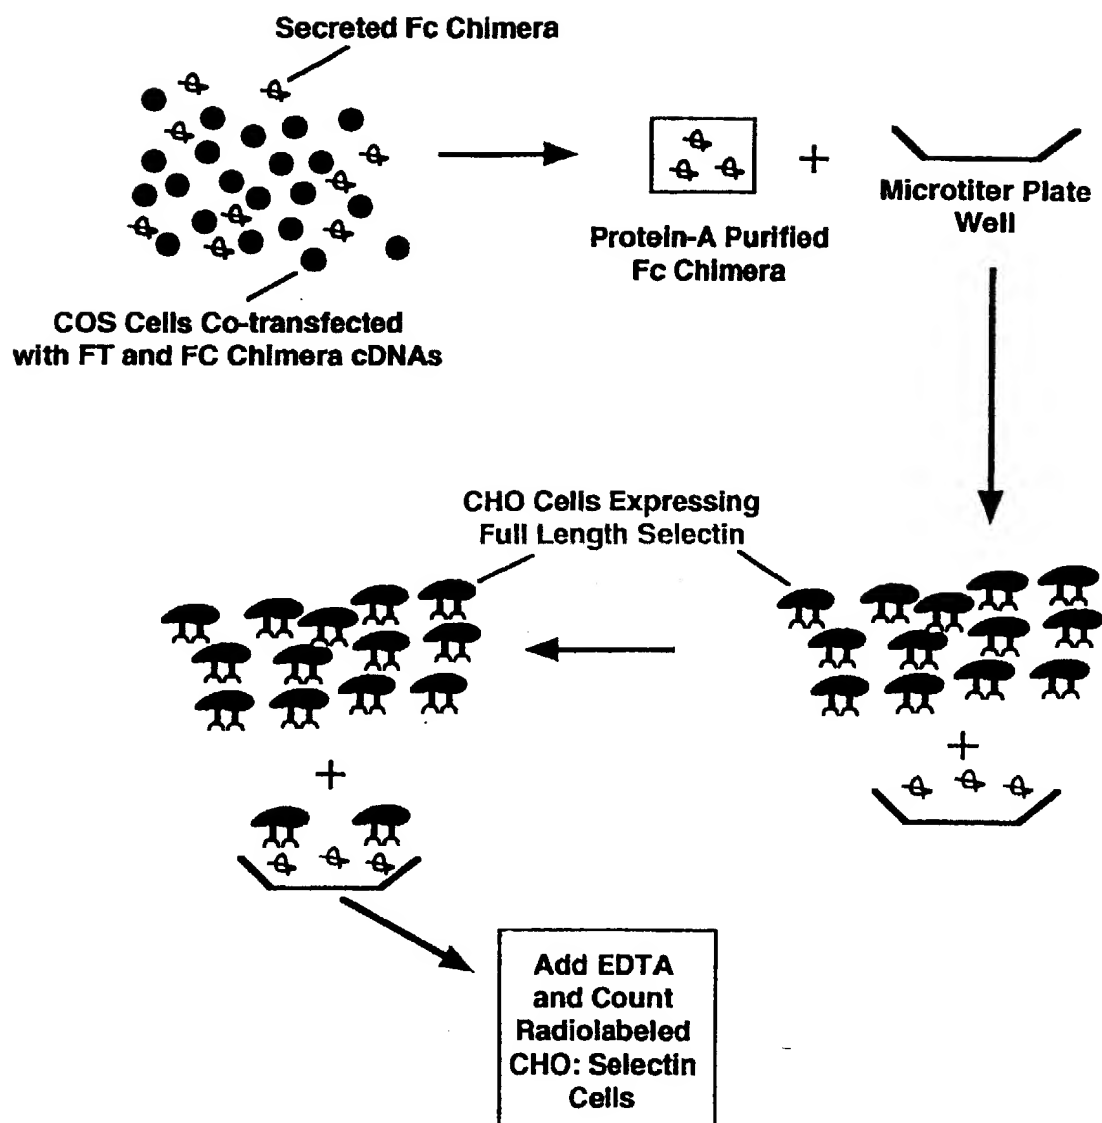 Secreted Fc Chimera
+
Microtiter Plate
Well
Protein-A Purified
Fc Chimera
COS Cells Co-transfected
with FT and FC Chimera cDNAs
CHO Cells Expressing
Full Length Selectin
+
+
Add EDTA
and Count
Radiolabeled
CHO: Selectin
Cells